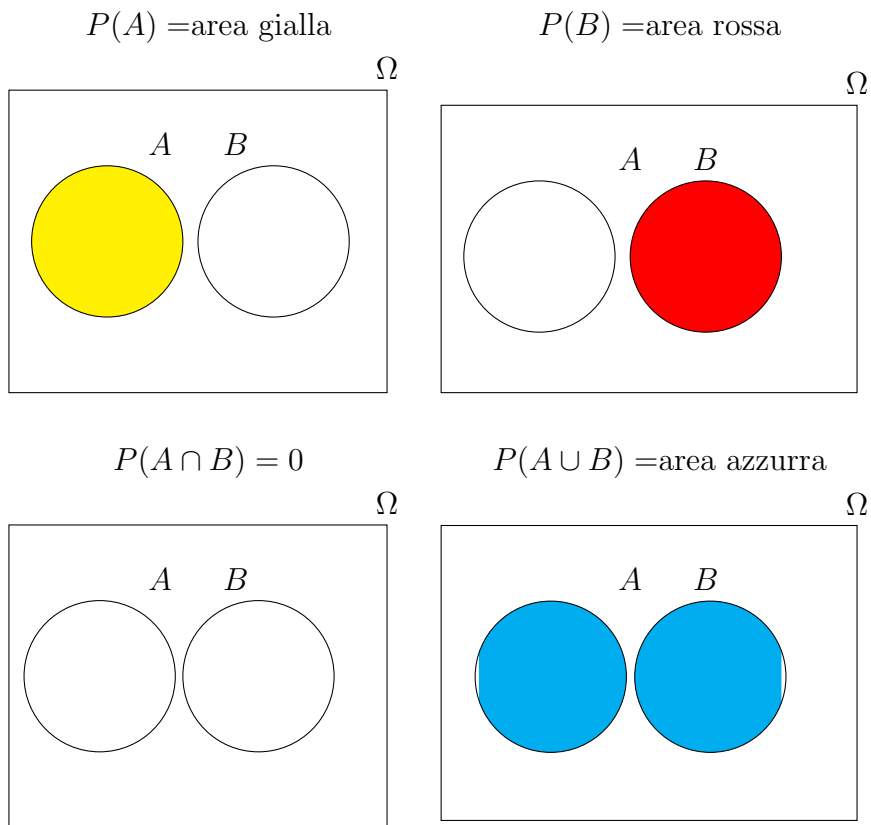 P(A) =area gialla
Ω
A B
P(B) =area rossa
Ω
A B
P(A ∩ B) = 0
Ω
A B
P(A ∪ B) =area azzurra
Ω
A B